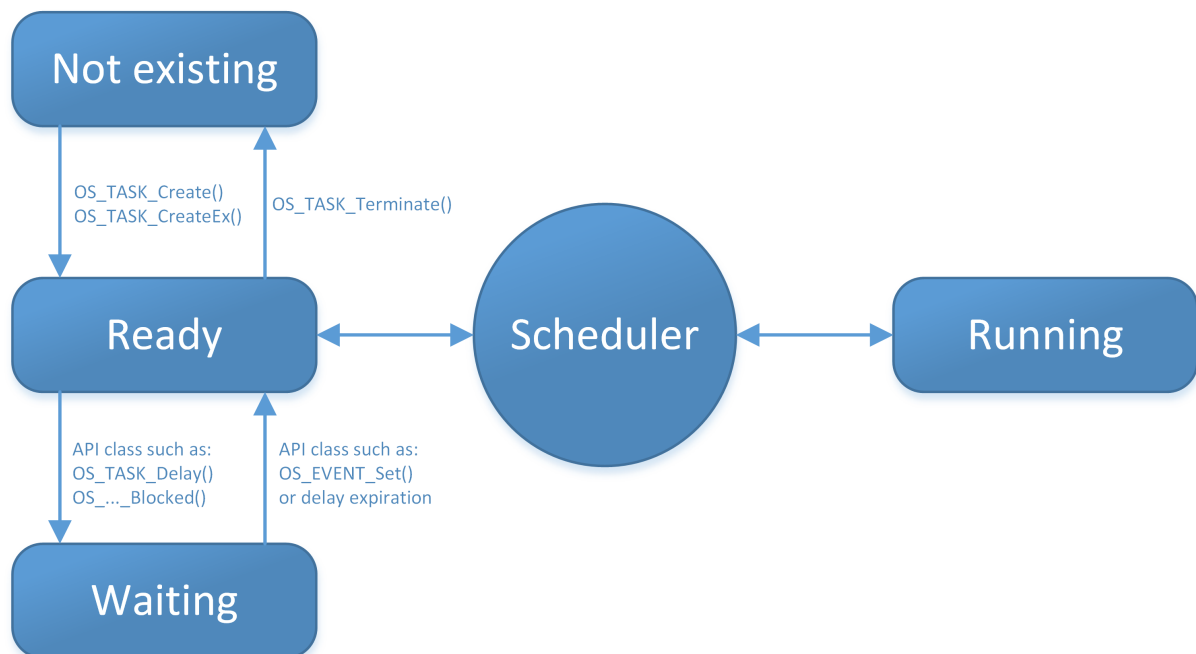 Not existing
OS_TASK_Create()
OS_TASK_CreateEx()
OS_TASK_Terminate()
Ready
Scheduler
Running
API class such as:
OS_TASK_Delay()
OS_..._Blocked()
API class such as:
OS_EVENT_Set()
or delay expiration
Waiting